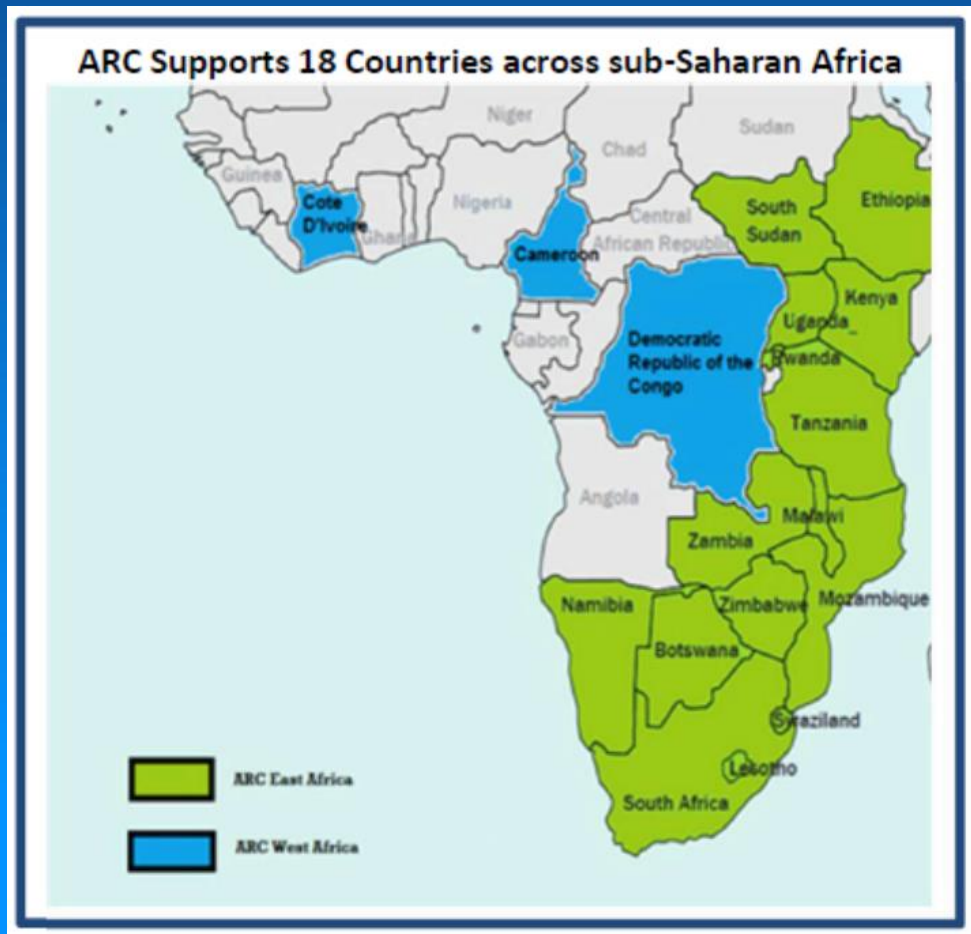 ARC Supports 18 Countries across sub-Saharan Africa
Niger
Chad
Sudan
Guinea
Cote
D'Ivoire
Ghana
Nigeria
Central
African Republic
South
Sudan
Ethiopia
Cameroon
Kenya
Uganda
Gabon
Democratic
Republic of the
Congo
Rwanda
Tanzania
Angola
Malawi
Zambia
Namibia
Zimbabwe
Mozambique
Botswana
Swaziland
Lesotho
South Africa
ARC East Africa
ARC West Africa